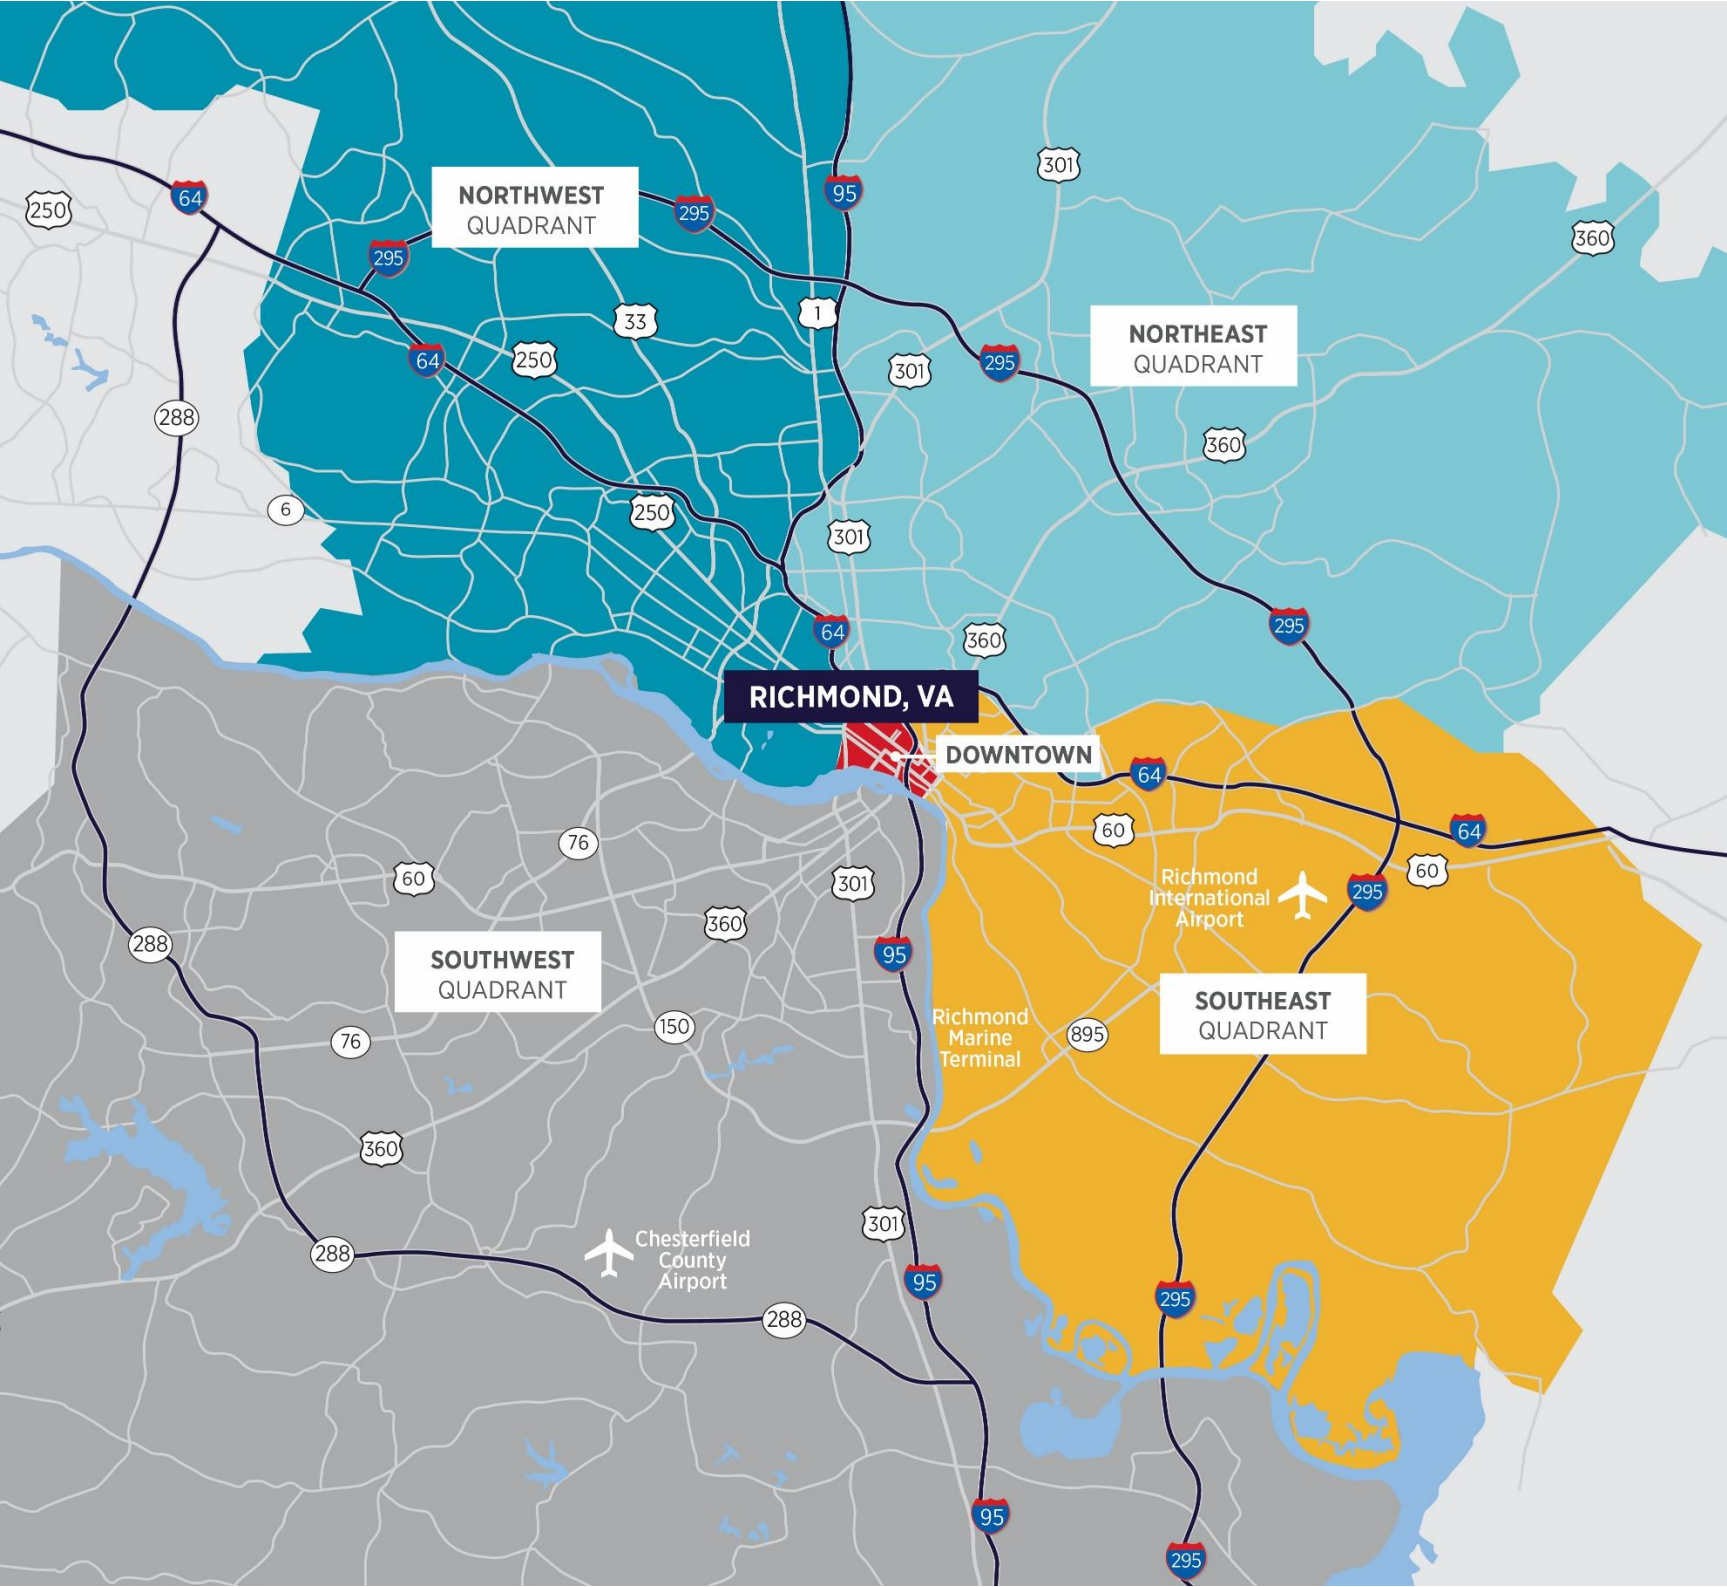 301
95
NORTHWEST
QUADRANT
64
250
295
360
295
1
33
NORTHEAST
QUADRANT
250
64
301
295
288
360
6
250
301
295
64
360
RICHMOND, VA
DOWNTOWN
64
60
64
76
60
301
60
Richmond
International
Airport
295
360
288
95
SOUTHWEST
QUADRANT
SOUTHEAST
QUADRANT
Richmond
Marine
Terminal
150
895
76
360
301
288
Chesterfield
County
Airport
95
295
288
95
295